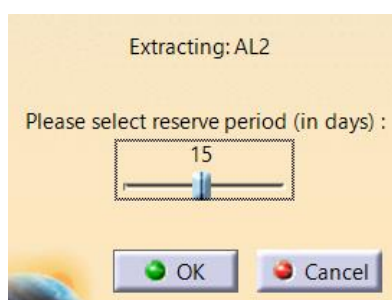 Extracting: AL2
Please select reserve period (in days) :
15
OK
Cancel